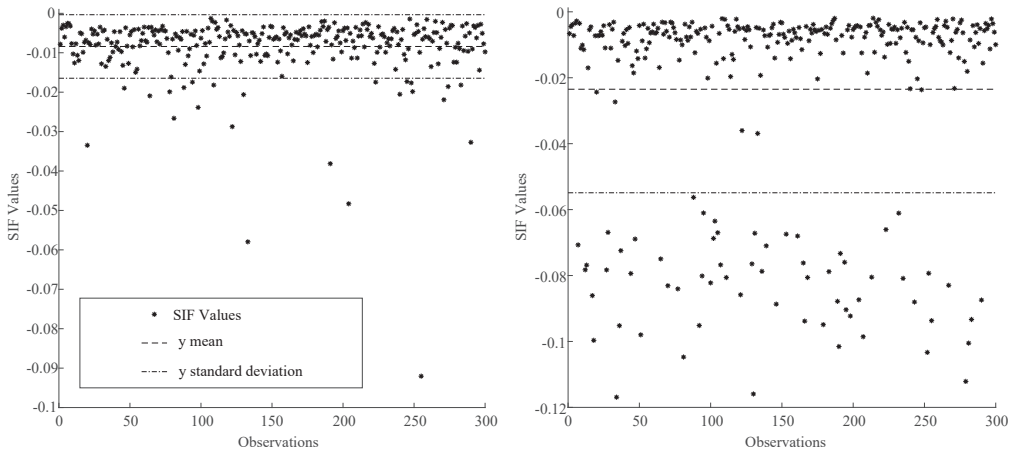 0
-0.01
-0.02
-0.03
-0.04
-0.05
-0.06
-0.07
-0.08
-0.09
-0.1
SIF Values
0 50 100 150 200 250 300
Observations
SIF Values
y mean
y standard deviation
0
-0.02
-0.04
-0.06
-0.08
-0.1
-0.12
SIF Values
0 50 100 150 200 250 300
Observations